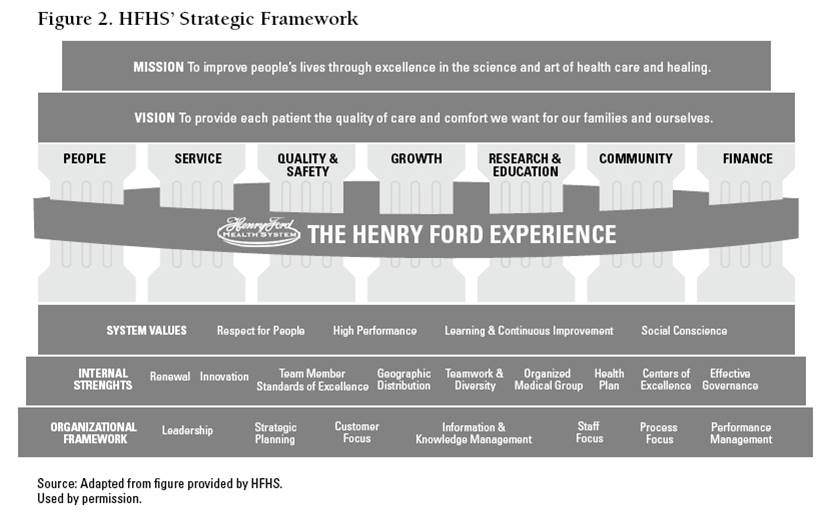 Figure 2. HFHS’ Strategic Framework
MISSION To improve people’s lives through excellence in the science and art of health care and healing.
VISION To provide each patient the quality of care and comfort we want for our families and ourselves.
PEOPLE
SERVICE
QUALITY &
SAFETY
GROWTH
RESEARCH &
EDUCATION
COMMUNITY
FINANCE
Henry Ford
HEALTH SYSTEM
THE HENRY FORD EXPERIENCE
SYSTEM VALUES
Respect for People
High Performance
Learning & Continuous Improvement
Social Conscience
INTERNAL
STRENGHTS
Renewal
Innovation
Team Member
Standards of Excellence
Geographic
Distribution
Teamwork &
Diversity
Organized
Medical Group
Health
Plan
Centers of
Excellence
Effective
Governance
ORGANIZATIONAL
FRAMEWORK
Leadership
Strategic
Planning
Customer
Focus
Information &
Knowledge Management
Staff
Focus
Process
Focus
Performance
Management
Source: Adapted from figure provided by HFHS.
Used by permission.